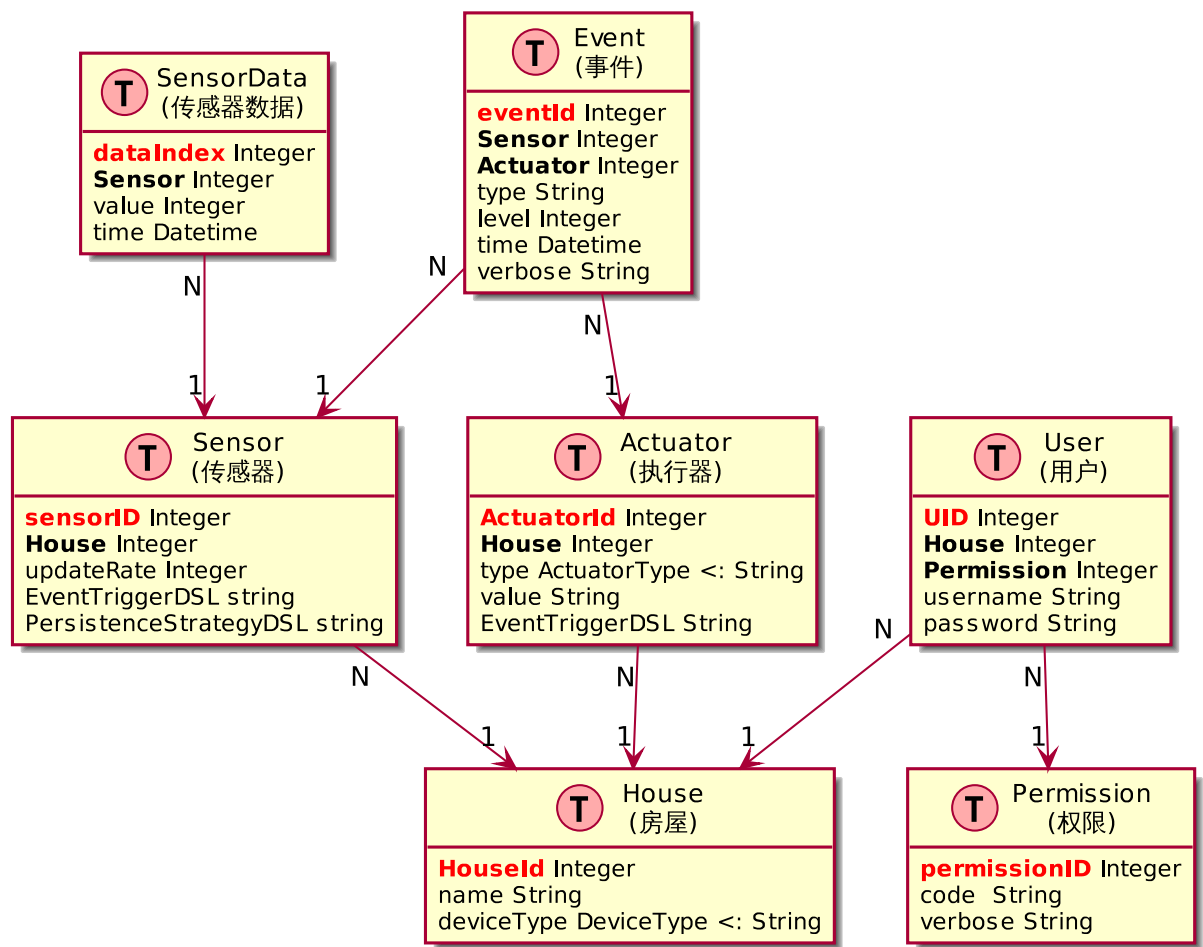 T
SensorData
(传感器数据)
dataIndex Integer
Sensor Integer
value Integer
time Datetime
T
Event
(事件)
eventId Integer
Sensor Integer
Actuator Integer
type String
level Integer
time Datetime
verbose String
N
N
N
1
1
1
T
Sensor
(传感器)
sensorID Integer
House Integer
updateRate Integer
EventTriggerDSL string
PersistenceStrategyDSL string
T
Actuator
(执行器)
ActuatorId Integer
House Integer
type ActuatorType <: String
value String
EventTriggerDSL String
T
User
(用户)
UID Integer
House Integer
Permission Integer
username String
password String
N
N
N
N
1
1
1
1
T
House
(房屋)
HouseId Integer
name String
deviceType DeviceType <: String
T
Permission
(权限)
permissionID Integer
code  String
verbose String